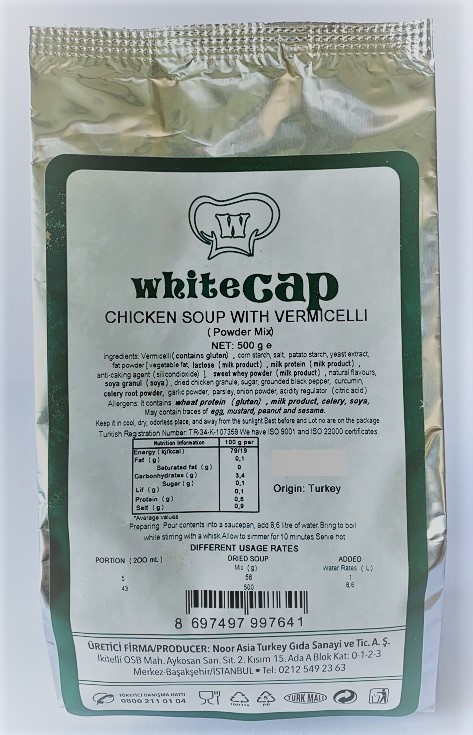 W
whitecap
CHICKEN SOUP WITH VERMICELLI
(Powder Mix)
NET: 500 g e
Ingredients: Vermicelli(contains gluten) , corn starch, salt, patato starch, yeast extract,
fat powder [vegetable fat, lactose (milk product) , milk protein (milk product) ,
anti-caking agent (silicondioxide) ], sweet whey powder (milk product) , natural flavours,
soya granul (soya) , dried chicken granule, sugar, grounded black pepper, curcumin,
celery root powder, garlic powder, parsley, onion powder, acidity regulator (citric acid)
Allergens: It contains wheat protein (gluten) , milk product, celery, soya,
May contain traces of egg, mustard, peanut and sesame.
Keep it in cool, dry, odorless place, and away from the sunlight.Best before and Lot no are on the package
Turkish Registration Number: TR-34-K-107359 We have ISO 9001 and ISO 22000 certificates
Nutrition Information 100 g per
Energy (kj/kcal) 79/19
Fat (g) 0,1
Saturated fat (g) 0
Carbonhydrates (g) 3,4
Sugar (g) 0,1
Lif (g) 0,1
Protein (g)
Salt (g) 0,9
*Average values
Origin: Turkey
Preparing: Pour contents into a saucepan, add 8,6 litre of water.Bring to boil
while stirring with a whisk.Allow to simmer for 10 minutes.Serve hot
DIFFERENT USAGE RATES
PORTION (200 mL) DRIED SOUP ADDED
Mix (g) Water Rates (L)
5 58 1
43 500 8,6
8 697497 997641
ÜRETİCİ FİRMA/PRODUCER: Noor Asia Turkey Gıda Sanayi ve Tic. A. Ş.
İkitelli OSB Mah. Aykosan San. Sit. 2. Kısım 15. Ada A Blok Kat: 0-1-2-3
Merkez-Başakşehir/İSTANBUL • Tel: 0212 549 23 63
TÜKETİCİ DANIŞMA HATTI
0800 211 01 04
5
PP
TÜRK MALI